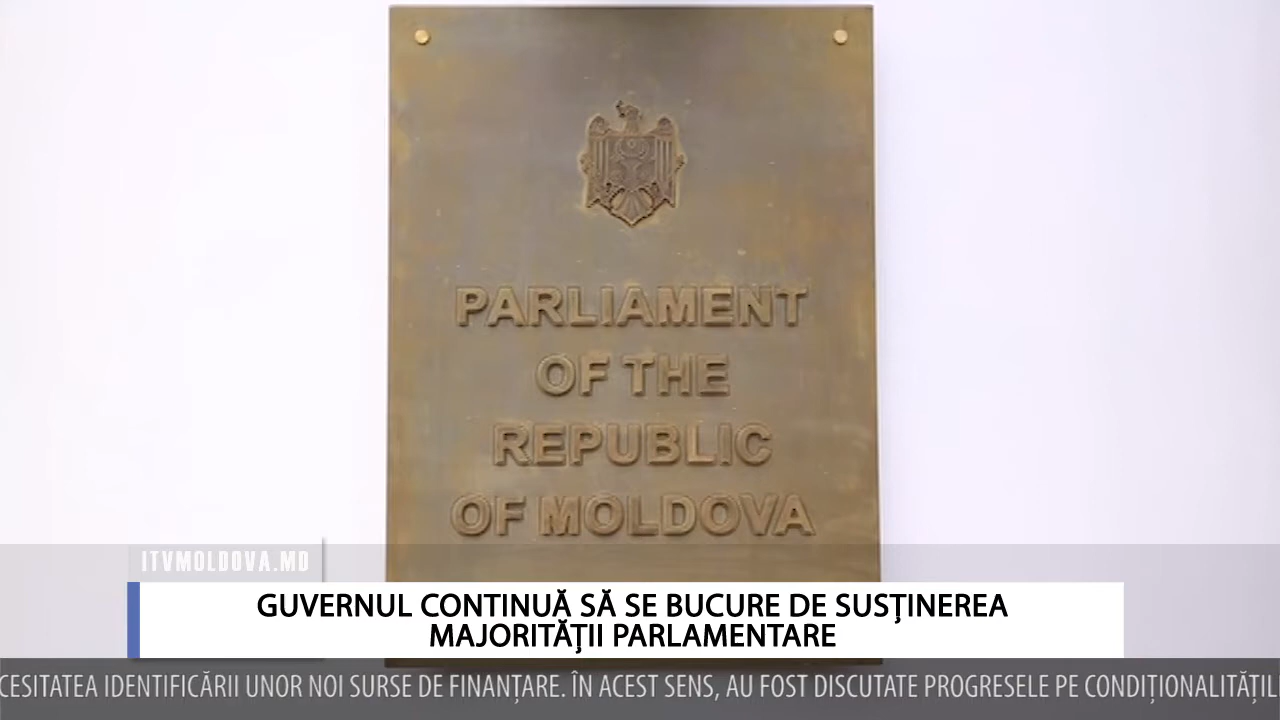 PARLIAMENT
OF THE
REPUBLIC
OF MOLDOVA
ITVMOLDOVA.MD
GUVERNUL CONTINUĂ SĂ SE BUCURE DE SUSŢINEREA
MAJORITĂŢII PARLAMENTARE
CESITATEA IDENTIFICĂRII UNOR NOI SURSE DE FINANȚARE. ÎN ACEST SENS, AU FOST DISCUTATE PROGRESELE PE CONDIȚIONALITĂȚIL